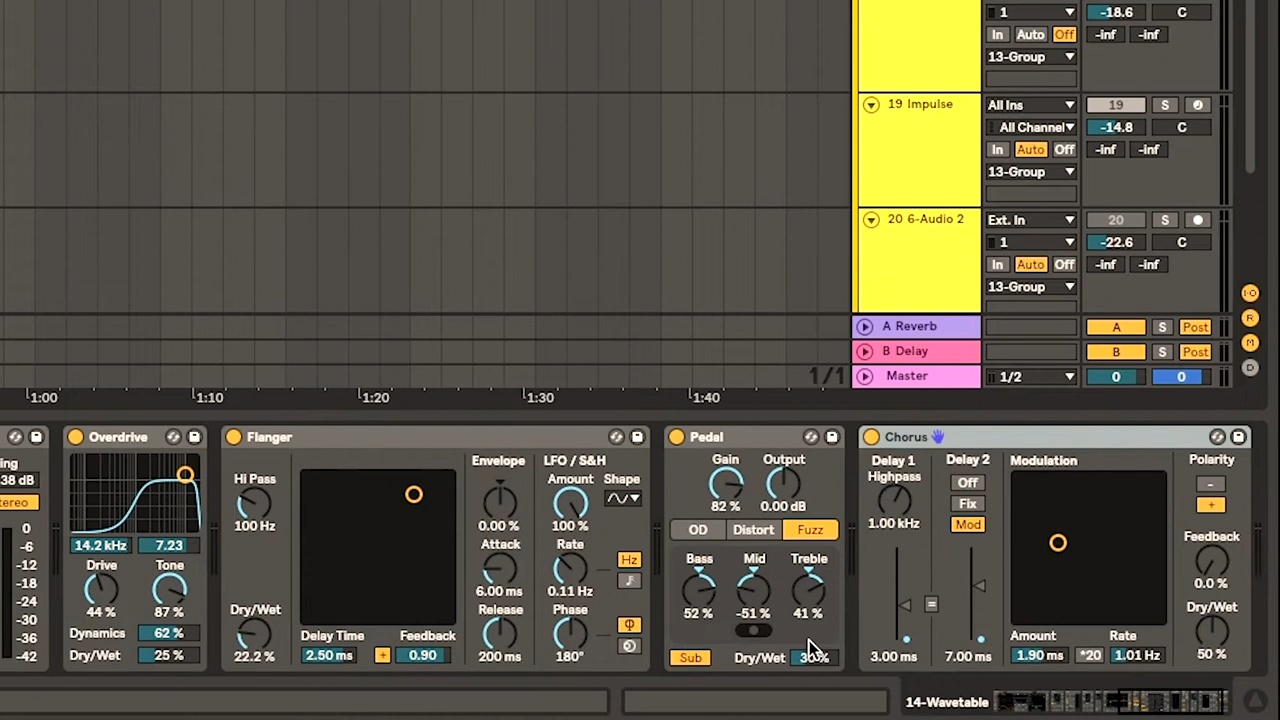 1 -18.6 C
In Auto Off -inf -inf
13-Group
19 Impulse All Ins 19 S
All Channel -14.8 C
In Auto Off -inf -inf
13-Group
20 6-Audio 2 Ext. In 20 S
1 -22.6 C
In Auto Off -inf -inf
13-Group
A Reverb A S Post
B Delay B S Post
1/1 Master 1/2 0 0
1:00 1:10 1:20 1:30 1:40
I·O
R
M
D
38 dB
0
-6
-12
-18
-24
-30
-36
-42
Overdrive
14.2 kHz 7.23
Drive Tone
44 % 87 %
Dynamics 62 %
Dry/Wet 25 %
Flanger
Hi Pass
100 Hz
Dry/Wet
22.2 %
Delay Time Feedback
2.50 ms + 0.90
Envelope
0.00 %
Attack
6.00 ms
Release
200 ms
LFO / S&H
Amount Shape
100 %
Rate
Hz
0.11 Hz
Phase
180°
Pedal
Gain Output
82 % 0.00 dB
OD Distort Fuzz
Bass Mid Treble
52 % -51 % 41 %
Sub Dry/Wet 30%
Chorus
Delay 1
Highpass
1.00 kHz
3.00 ms
=
Delay 2
Off
Fix
Mod
7.00 ms
Modulation
Amount Rate
1.90 ms *20 1.01 Hz
Polarity
-
+
Feedback
0.0 %
Dry/Wet
50 %
14-Wavetable